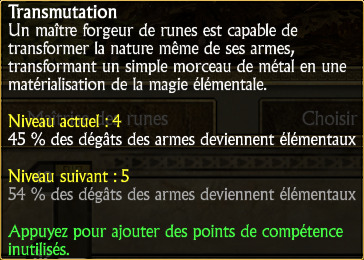 Transmutation
Un maître forgeur de runes est capable de
transformer la nature même de ses armes,
transformant un simple morceau de métal en une
matérialisation de la magie élémentale.
runes
Choisir
Niveau actuel : 4
45 % des dégâts des armes deviennent élémentaux
Niveau suivant : 5
54 % des dégâts des armes deviennent élémentaux
Appuyez pour ajouter des points de compétence
inutilisés.